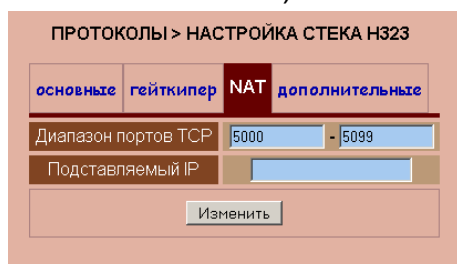 ПРОТОКОЛЫ > НАСТРОЙКА СТЕКА H323
основные гейткипер NAT дополнительные
Диапазон портов TCP 5000 - 5099
Подставляемый IP
Изменить